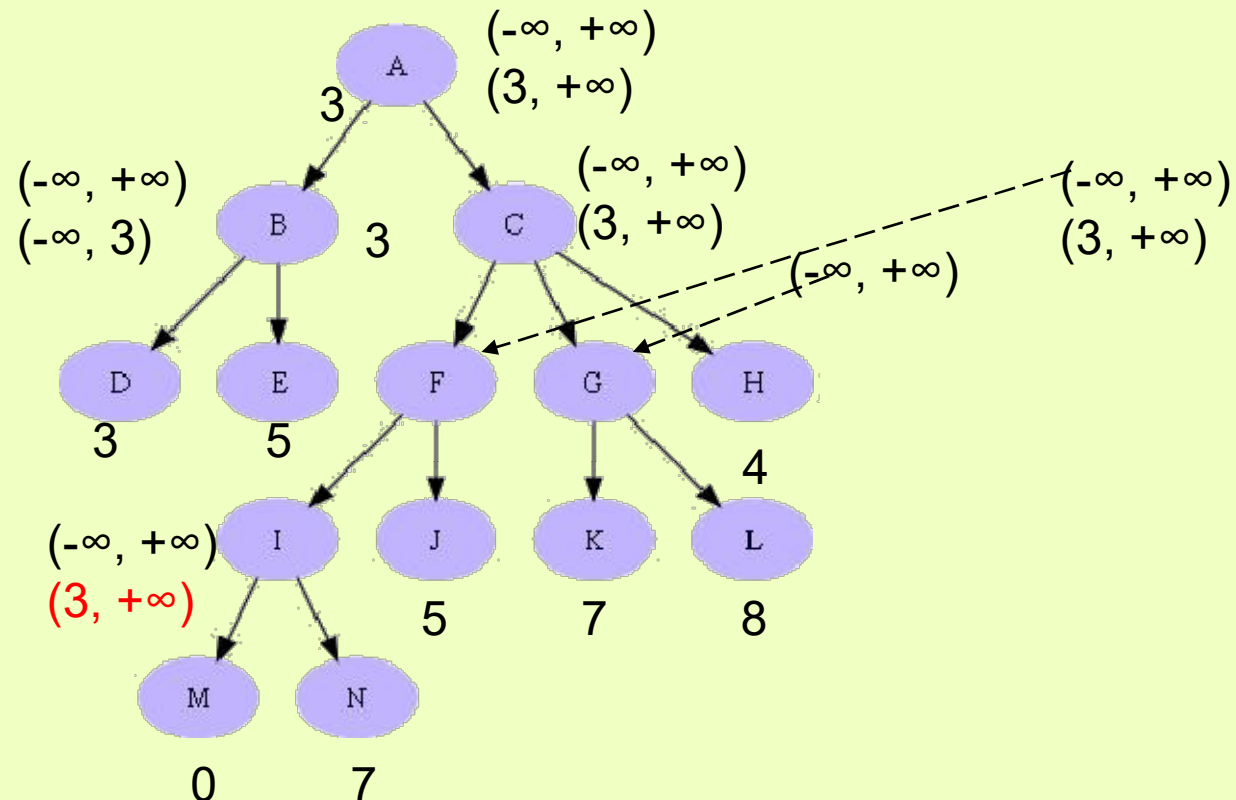 A
(-∞, +∞)
(3, +∞)
3
(-∞, +∞)
(-∞, 3)
B
3
C
(-∞, +∞)
(3, +∞)
(-∞, +∞)
(-∞, +∞)
(3, +∞)
D
E
F
G
H
3
5
4
(-∞, +∞)
(3, +∞)
I
J
K
L
5
7
8
M
N
0
7